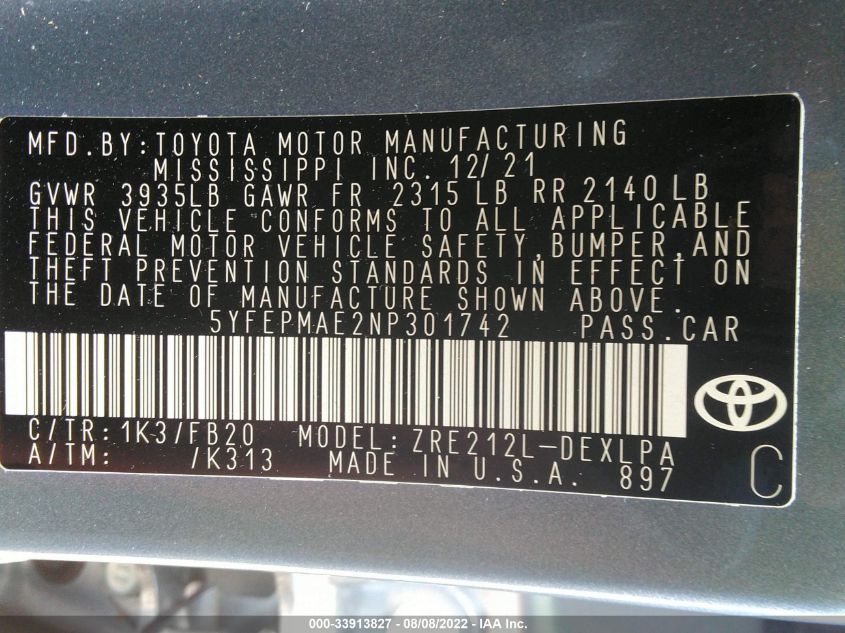 MFD.BY:TOYOTA MOTOR MANUFACTURING
MISSISSIPPI INC. 12/21
GVWR 3935LB GAWR FR 2315 LB RR 2140 LB
THIS VEHICLE CONFORMS TO ALL APPLICABLE
FEDERAL MOTOR VEHICLE SAFETY,BUMPER,AND
THEFT PREVENTION STANDARDS IN EFFECT ON
THE DATE OF MANUFACTURE SHOWN ABOVE.
5YFEPMAE2NP301742 PASS.CAR
C/TR:1K3/FB20 MODEL:ZRE212L-DEXLPA
A/TM: /K313 MADE IN U.S.A. 897
C
000-33913827 - 08/08/2022 - IAA Inc.